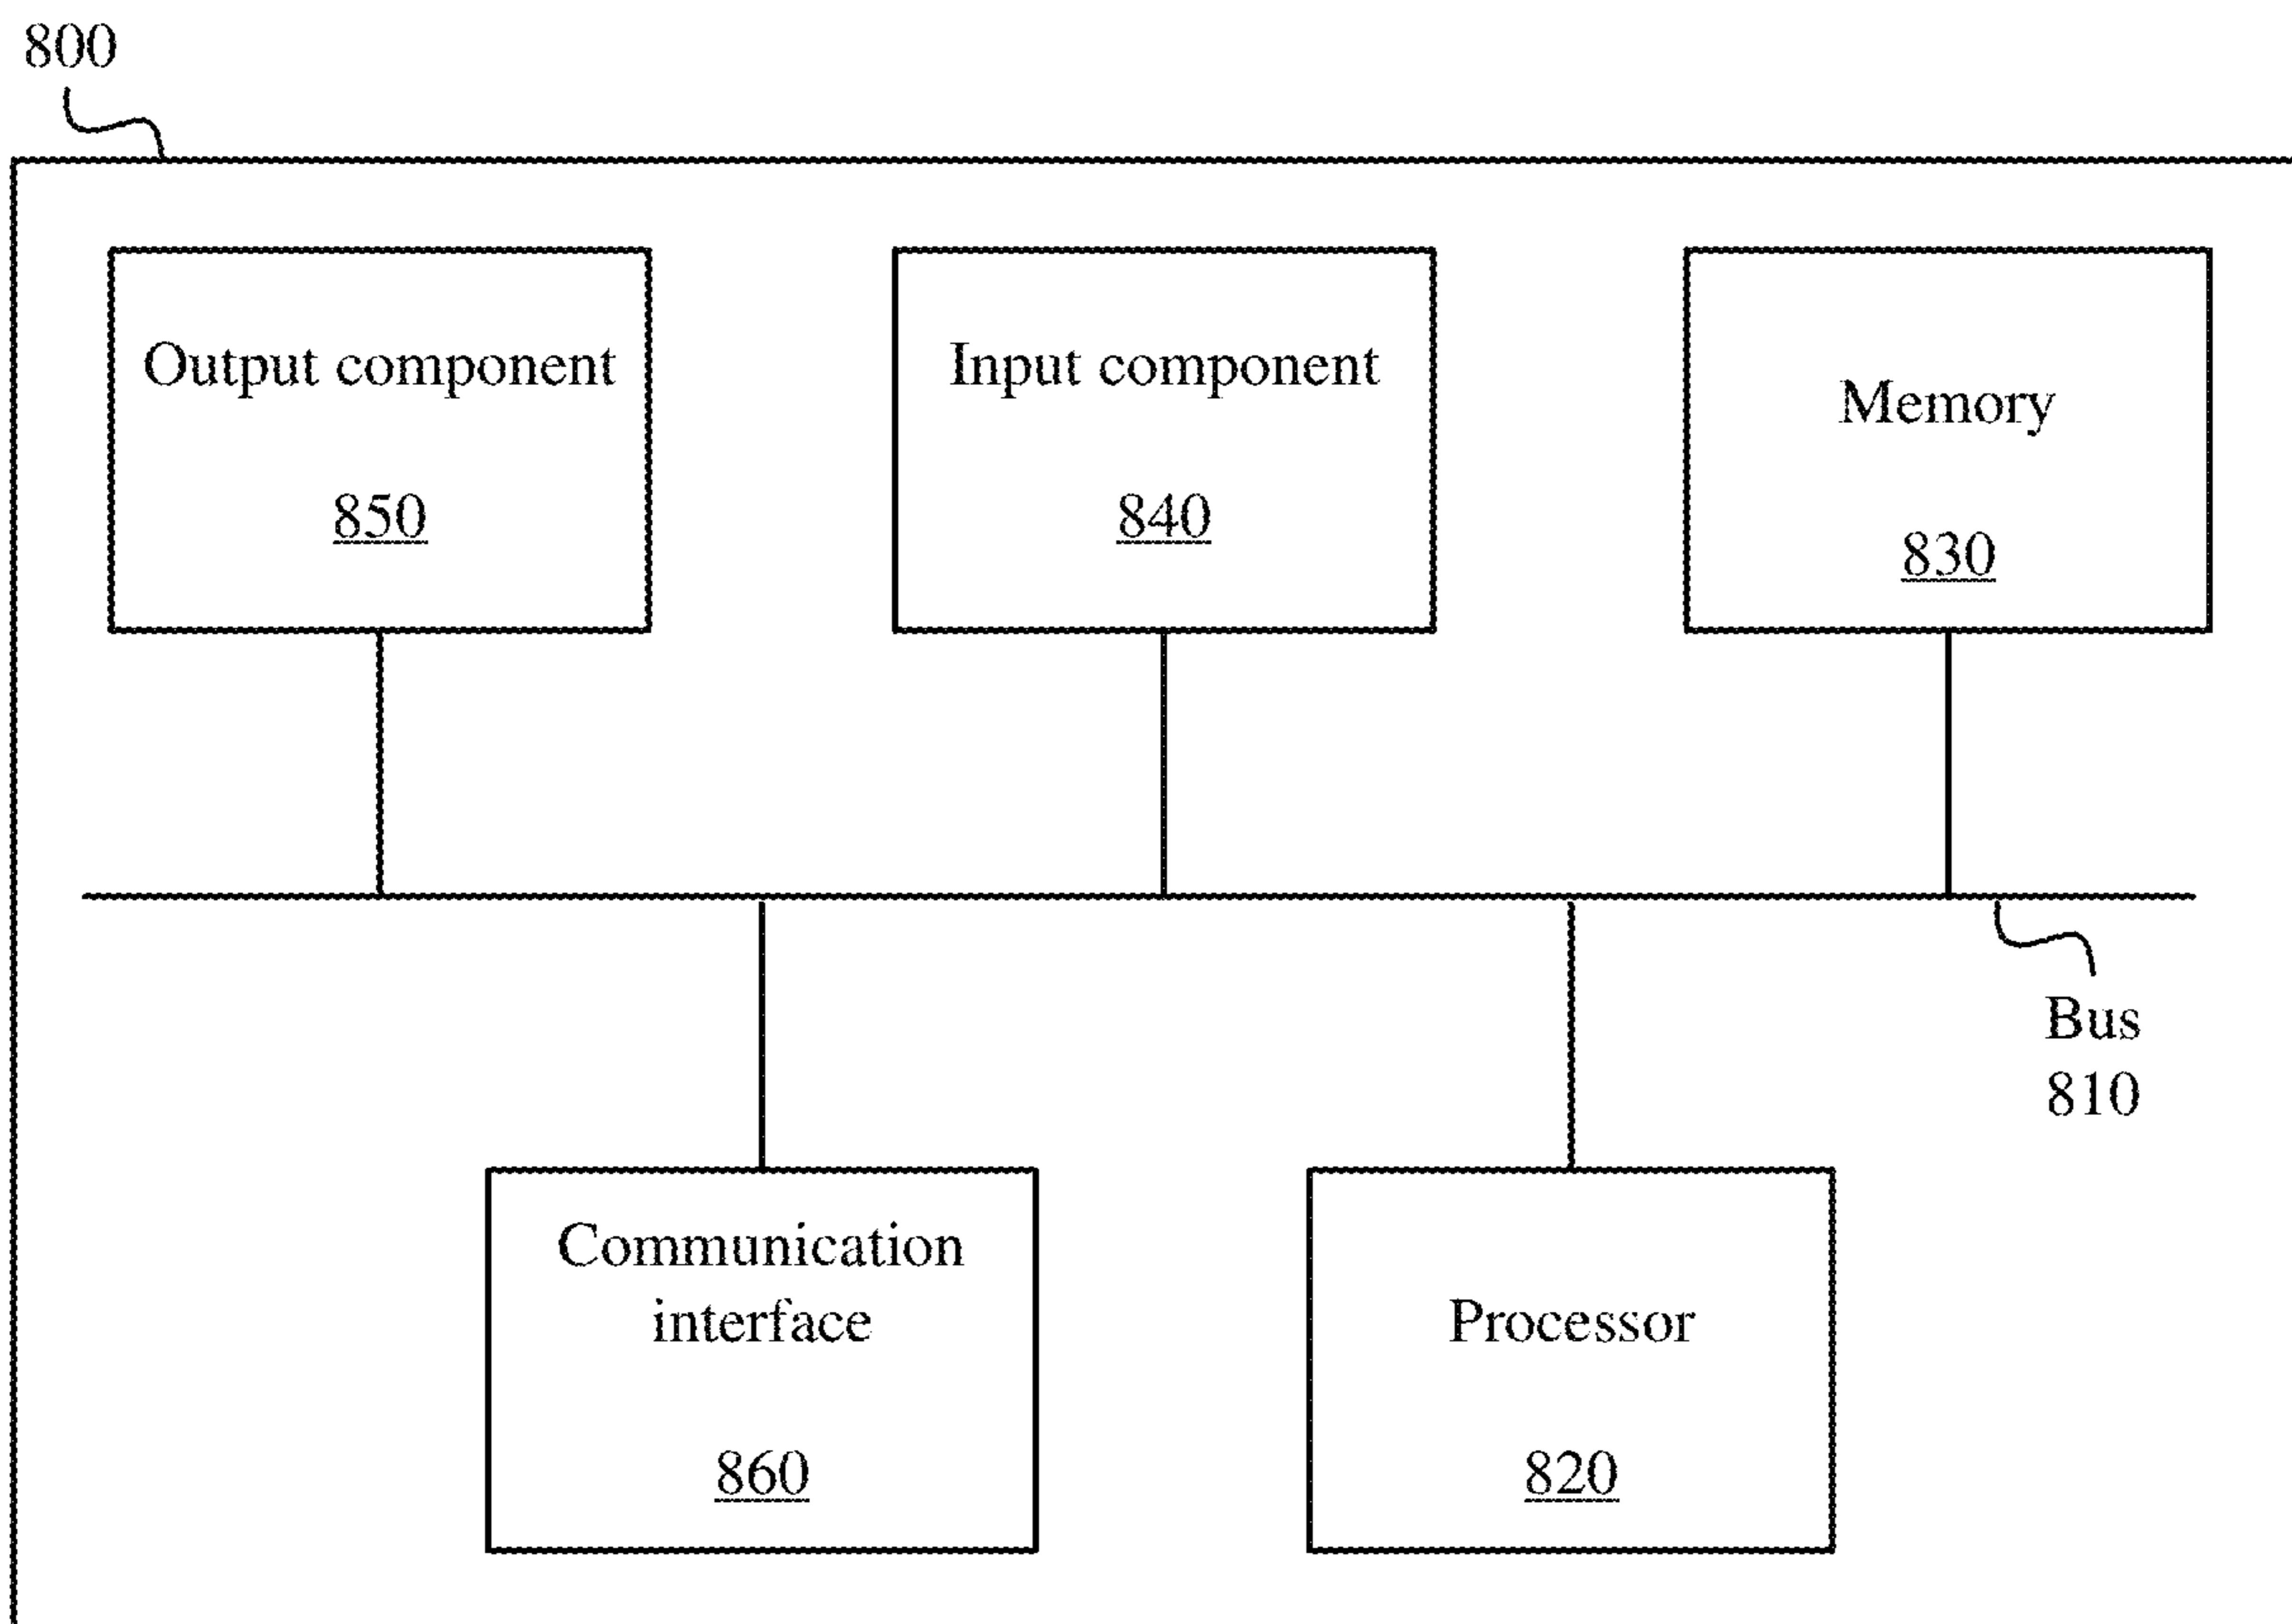 800
Output component
850
Input component
840
Memory
830
Bus
810
Communication
interface
860
Processor
820